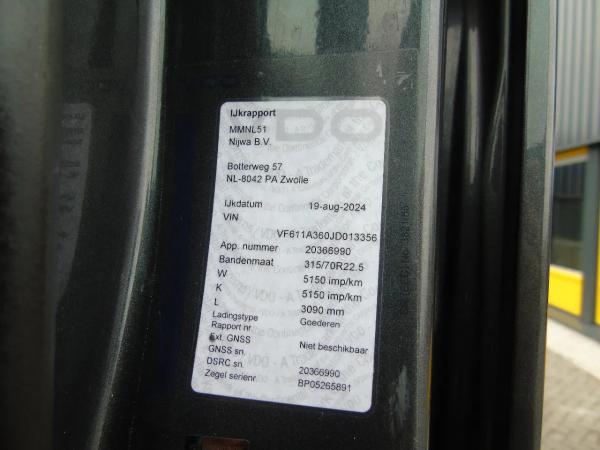 IJkrapport
MMNL51
Nijwa B.V.
Botterweg 57
NL-8042 PA Zwolle
IJkdatum 19-aug-2024
VIN
VF611A360JD013356
App. nummer 20366990
Bandenmaat 315/70R22.5
W 5150 imp/km
K 5150 imp/km
L 3090 mm
Ladingstype Goederen
Rapport nr.
Ext. GNSS Niet beschikbaar
GNSS sn.
DSRC sn. 20366990
Zegel serienr. BP05265891